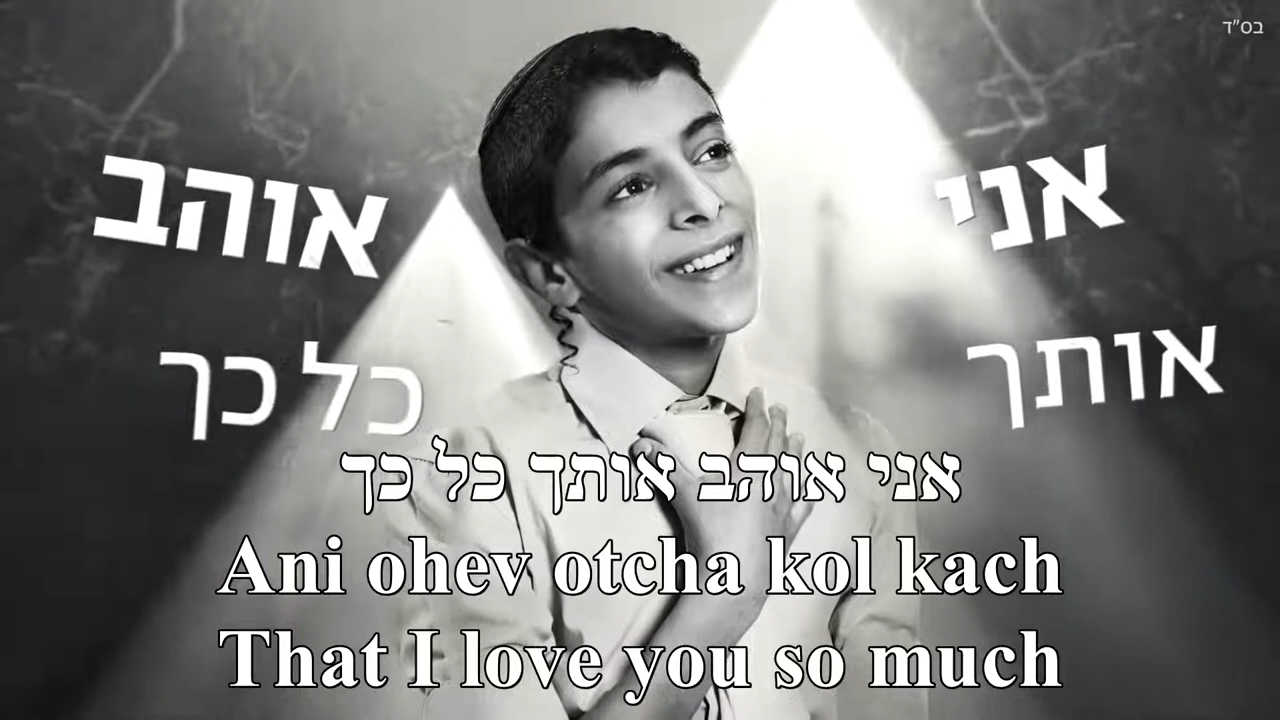 בס"ד
אני אוהב
אותך כל כך
אני אוהב אותך כל כך
Ani ohev otcha kol kach
That I love you so much